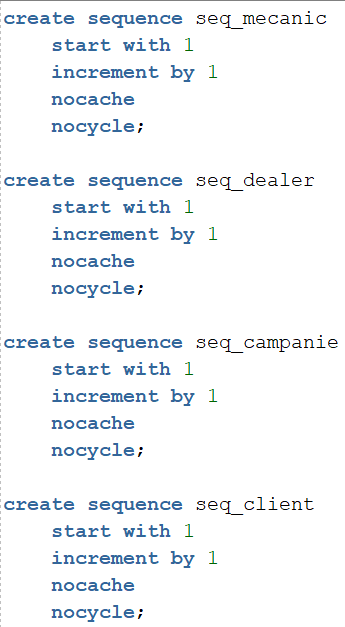 create sequence seq_mecanic
start with 1
increment by 1
nocache
nocycle;
create sequence seq_dealer
start with 1
increment by 1
nocache
nocycle;
create sequence seq_campanie
start with 1
increment by 1
nocache
nocycle;
create sequence seq_client
start with 1
increment by 1
nocache
nocycle;